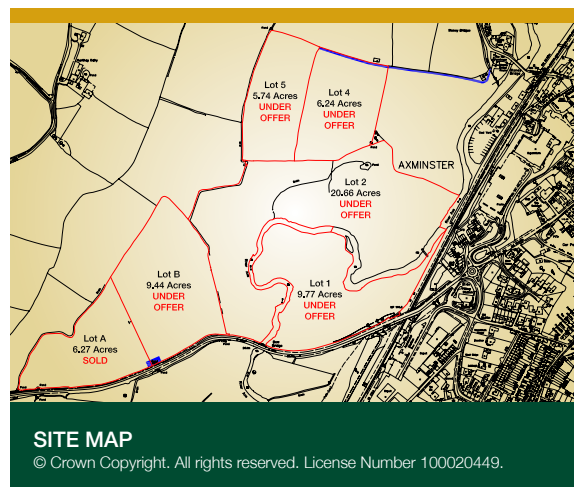 Lot 5
5.74 Acres
UNDER
OFFER
Lot 4
6.24 Acres
UNDER
OFFER
AXMINSTER
Lot 2
20.66 Acres
UNDER
OFFER
Lot B
9.44 Acres
UNDER
OFFER
Lot 1
9.77 Acres
UNDER
OFFER
Lot A
6.27 Acres
SOLD
SITE MAP
© Crown Copyright. All rights reserved. License Number 100020449.